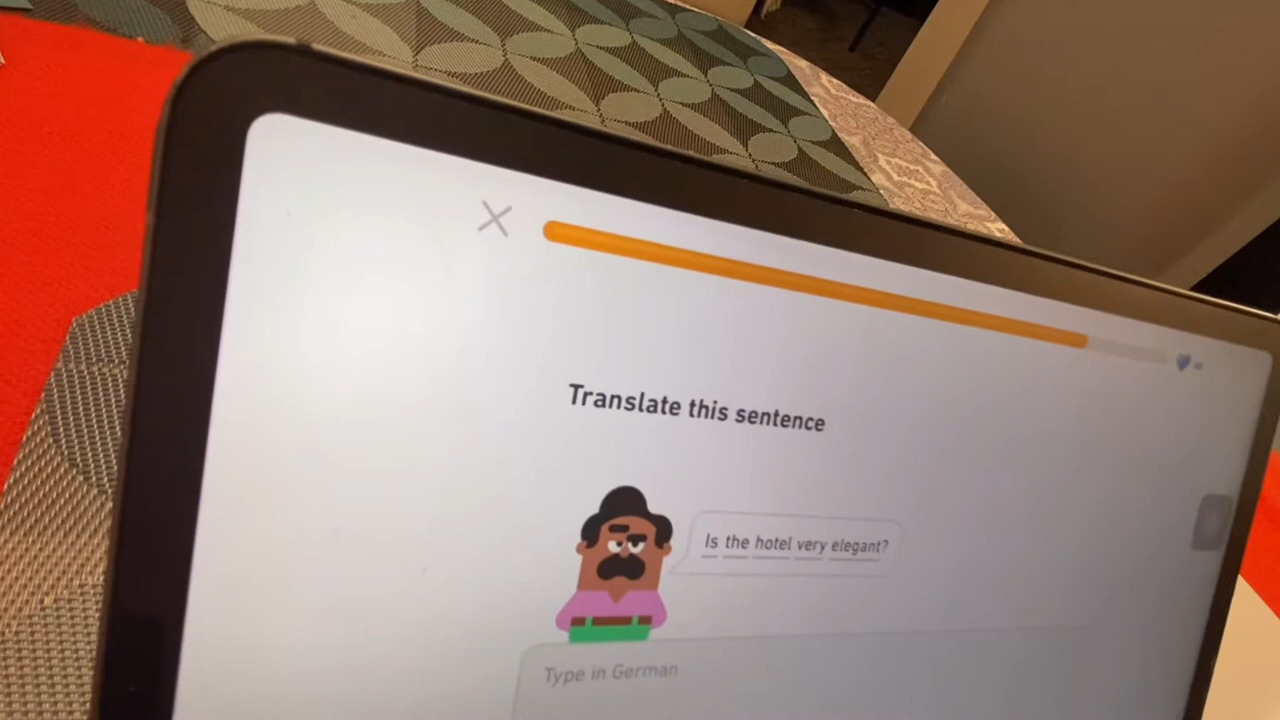 Translate this sentence
Is the hotel very elegant?
Type in German